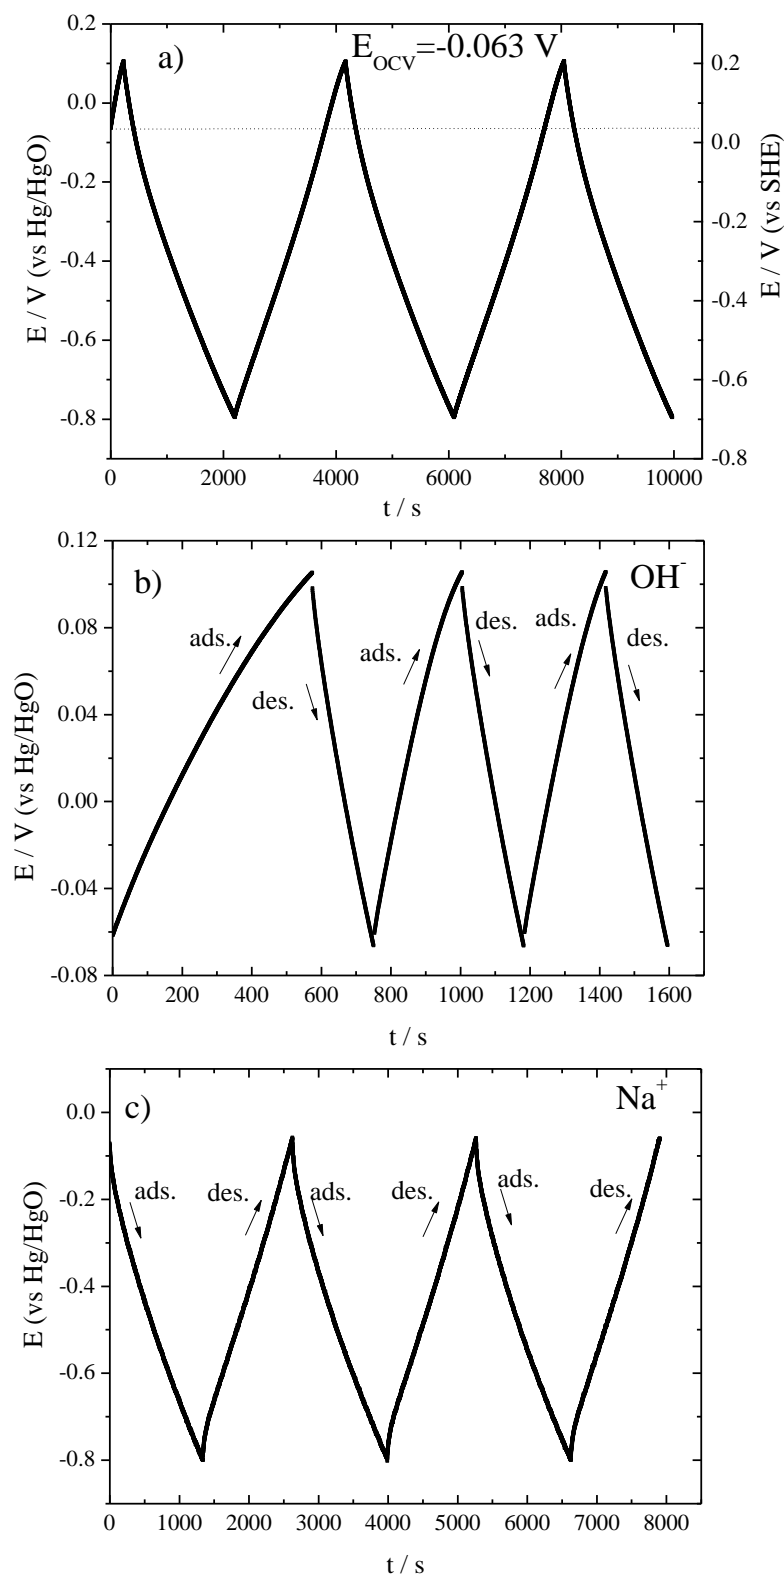 a)
E_OCV=-0.063 V
0.2
0.0
-0.2
-0.4
-0.6
-0.8
E / V (vs Hg/HgO)
0.2
0.0
-0.2
-0.4
-0.6
-0.8
E / V (vs SHE)
0 2000 4000 6000 8000 10000
t / s
b)
OH⁻
0.12
0.08
0.04
0.00
-0.04
-0.08
E / V (vs Hg/HgO)
ads.
des.
ads.
des.
ads.
des.
0 200 400 600 800 1000 1200 1400 1600
t / s
c)
Na⁺
0.0
-0.2
-0.4
-0.6
-0.8
E (vs Hg/HgO)
ads. des. ads. des. ads. des.
0 1000 2000 3000 4000 5000 6000 7000 8000
t / s